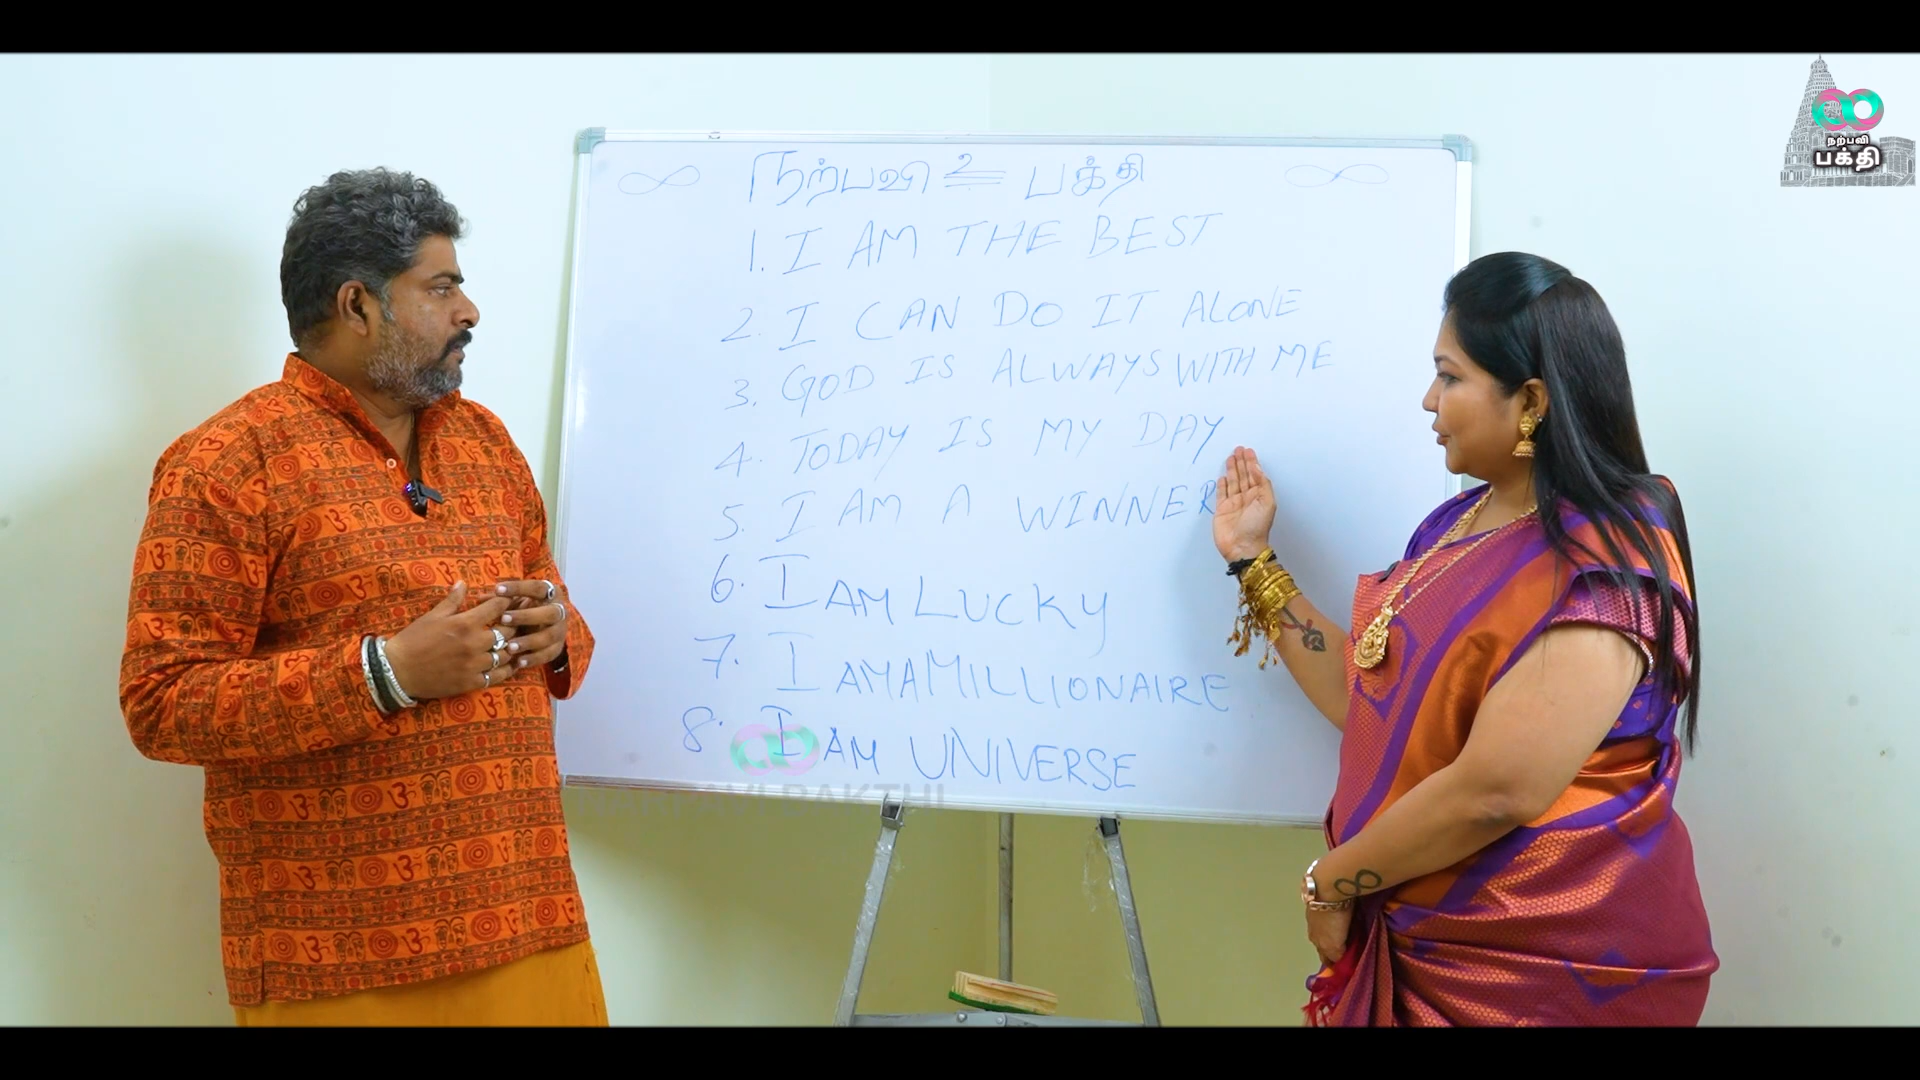 நற்பவி உ பக்தி
1. I AM THE BEST
2. I CAN DO IT ALONE
3. GOD IS ALWAYS WITH ME
4. TODAY IS MY DAY
5. I AM A WINNER
6. I AM LUCKY
7. I AM A MILLIONAIRE
8. I AM UNIVERSE
NARPAVI BAKTHI
நற்பவி
பக்தி